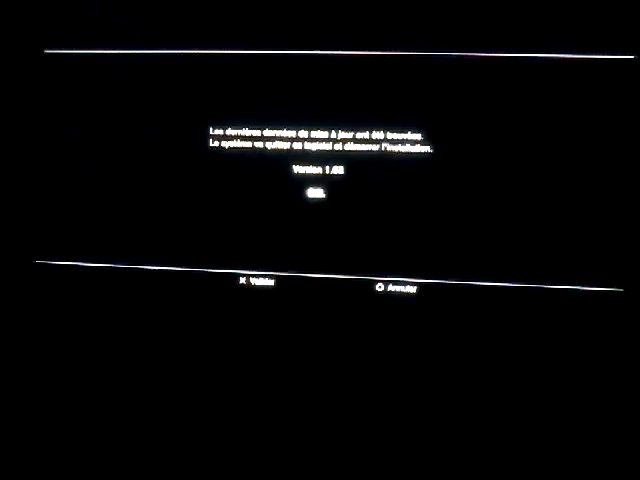 Les dernières données de mise à jour ont été trouvées.
Le système va quitter ce logiciel et démarrer l'installation.
Version 1.03
OK
X Valider
O Annuler